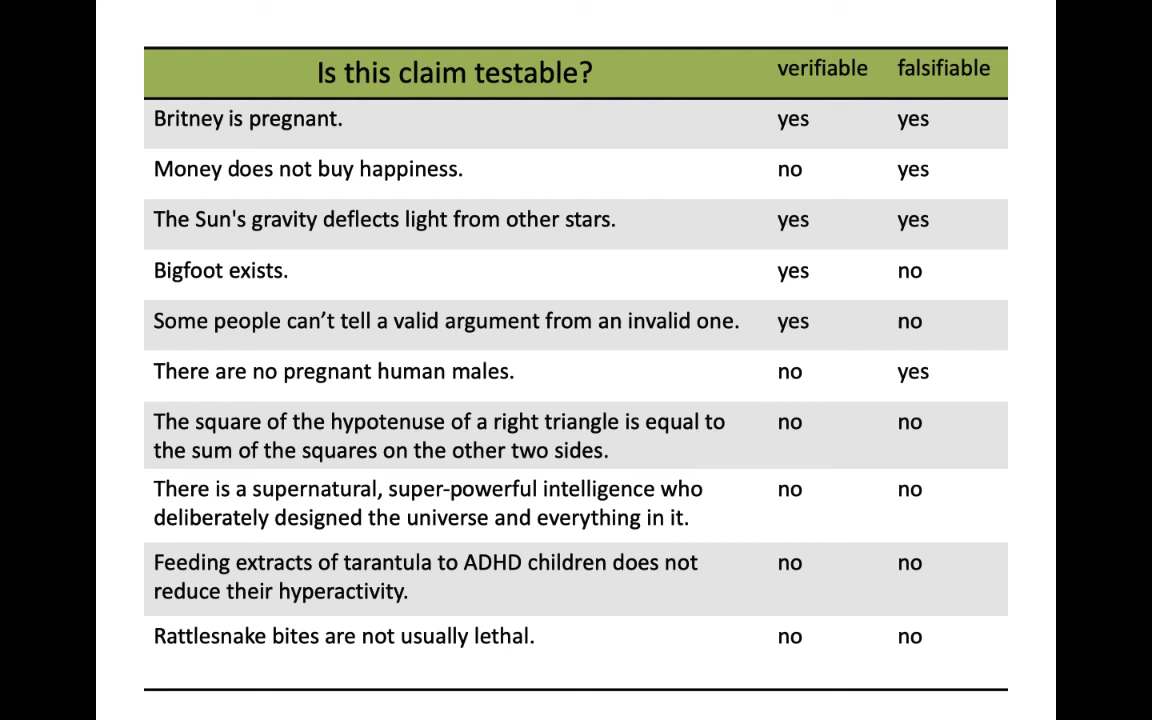 Is this claim testable? verifiable falsifiable
Britney is pregnant. yes yes
Money does not buy happiness. no yes
The Sun's gravity deflects light from other stars. yes yes
Bigfoot exists. yes no
Some people can’t tell a valid argument from an invalid one. yes no
There are no pregnant human males. no yes
The square of the hypotenuse of a right triangle is equal to no no
the sum of the squares on the other two sides.
There is a supernatural, super-powerful intelligence who no no
deliberately designed the universe and everything in it.
Feeding extracts of tarantula to ADHD children does not no no
reduce their hyperactivity.
Rattlesnake bites are not usually lethal. no no